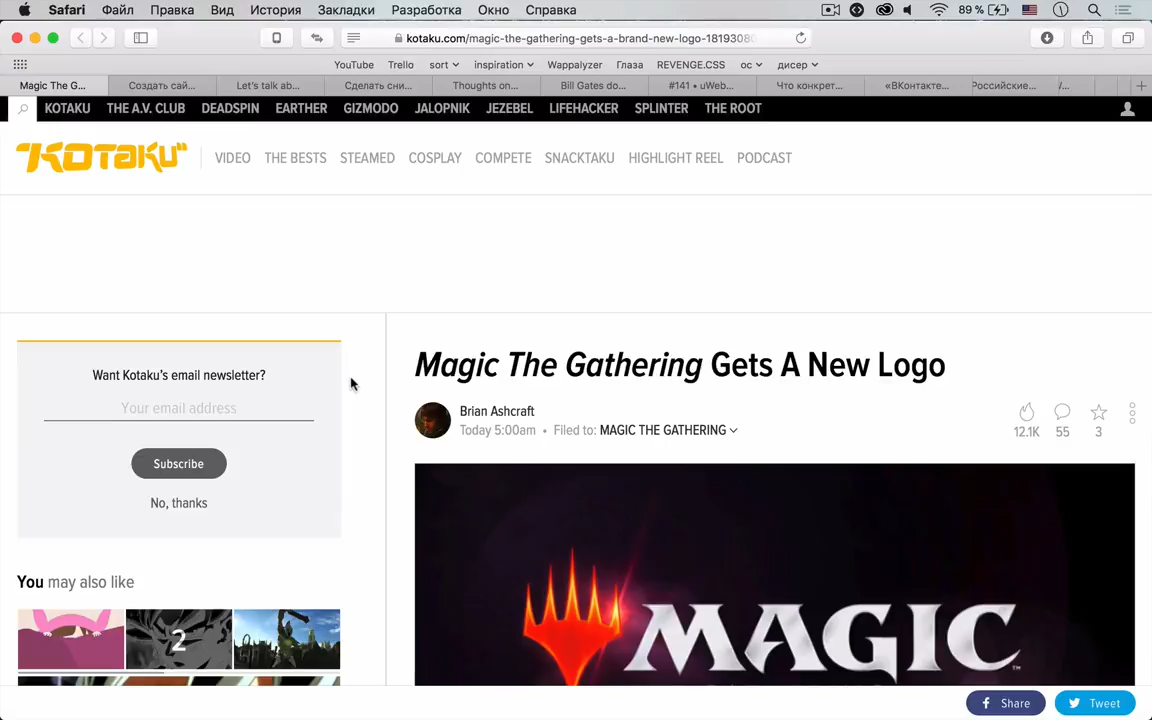 Safari Файл Правка Вид История Закладки Разработка Окно Справка 89 %
kotaku.com/magic-the-gathering-gets-a-brand-new-logo-18193080
YouTube Trello sort inspiration Wappalyzer Глаза REVENGE.CSS ос дисер
Magic The G... Создать сай... Let's talk ab... Сделать сни... Thoughts on... Bill Gates do... #141 • uWeb... Что конкрет... «ВКонтакте... Российские...
KOTAKU THE A.V. CLUB DEADSPIN EARTHER GIZMODO JALOPNIK JEZEBEL LIFEHACKER SPLINTER THE ROOT
KOTAKU VIDEO THE BESTS STEAMED COSPLAY COMPETE SNACKTAKU HIGHLIGHT REEL PODCAST
Want Kotaku's email newsletter?
Your email address
Subscribe
No, thanks
You may also like
2
Magic The Gathering Gets A New Logo
Brian Ashcraft
Today 5:00am • Filed to: MAGIC THE GATHERING
12.1K 55 3
MAGIC™
Share Tweet